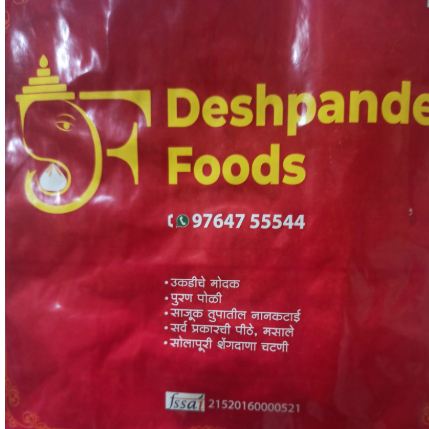 Deshpande
Foods
97647 55544
• उकडीचे मोदक
• पुरण पोळी
• साजूक तुपातील नानकटाई
• सर्व प्रकारची पीठे, मसाले
• सोलापूरी शेंगदाणा चटणी
fssai 21520160000521